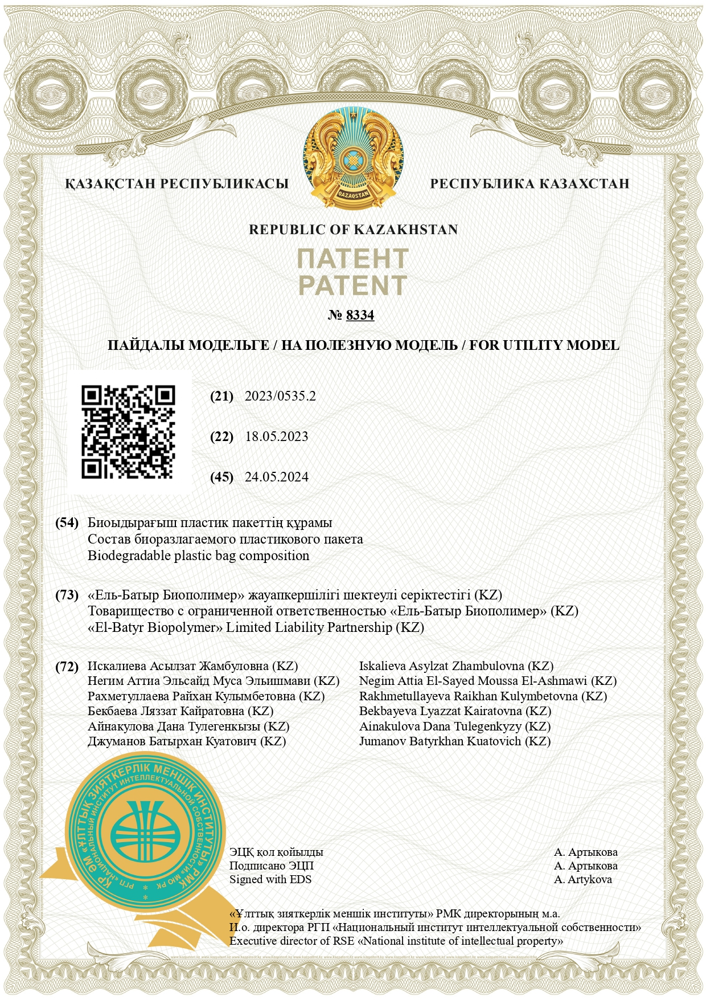 ҚАЗАҚСТАН РЕСПУБЛИКАСЫ
РЕСПУБЛИКА КАЗАХСТАН
QAZAQSTAN
REPUBLIC OF KAZAKHSTAN
ПАТЕНТ
PATENT
№ 8334
ПАЙДАЛЫ МОДЕЛЬГЕ / НА ПОЛЕЗНУЮ МОДЕЛЬ / FOR UTILITY MODEL
(21) 2023/0535.2
(22) 18.05.2023
(45) 24.05.2024
(54) Биоыдырағыш пластик пакеттің құрамы
Состав биоразлагаемого пластикового пакета
Biodegradable plastic bag composition
(73) «Ель-Батыр Биополимер» жауапкершілігі шектеулі серіктестігі (KZ)
Товарищество с ограниченной ответственностью «Ель-Батыр Биополимер» (KZ)
«El-Batyr Biopolymer» Limited Liability Partnership (KZ)
(72) Искалиева Асылзат Жамбуловна (KZ) Iskalieva Asylzat Zhambulovna (KZ)
Негим Аттиа Эльсайд Муса Эльишмави (KZ) Negim Attia El-Sayed Moussa El-Ashmawi (KZ)
Рахметуллаева Райхан Кулымбетовна (KZ) Rakhmetullayeva Raikhan Kulymbetovna (KZ)
Бекбаева Ляззат Кайратовна (KZ) Bekbayeva Lyazzat Kairatovna (KZ)
Айнакулова Дана Тулегенкызы (KZ) Ainakulova Dana Tulegenkyzy (KZ)
Джуманов Батырхан Куатович (KZ) Jumanov Batyrkhan Kuatovich (KZ)
ҚР ӘМ «ҰЛТТЫҚ ЗИЯТКЕРЛІК МЕНШІК ИНСТИТУТЫ» РМК
РГП «НАЦИОНАЛЬНЫЙ ИНСТИТУТ ИНТЕЛЛЕКТУАЛЬНОЙ СОБСТВЕННОСТИ» МЮ РК
ЭЦҚ қол қойылды А. Артыкова
Подписано ЭЦП А. Артыкова
Signed with EDS A. Artykova
«Ұлттық зияткерлік меншік институты» РМК директорының м.а.
И.о. директора РГП «Национальный институт интеллектуальной собственности»
Executive director of RSE «National institute of intellectual property»